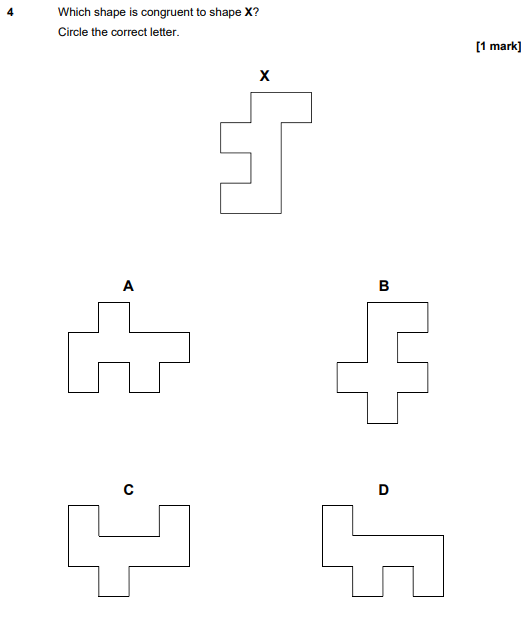 4 Which shape is congruent to shape X?
Circle the correct letter.
[1 mark]
X
A B
C D